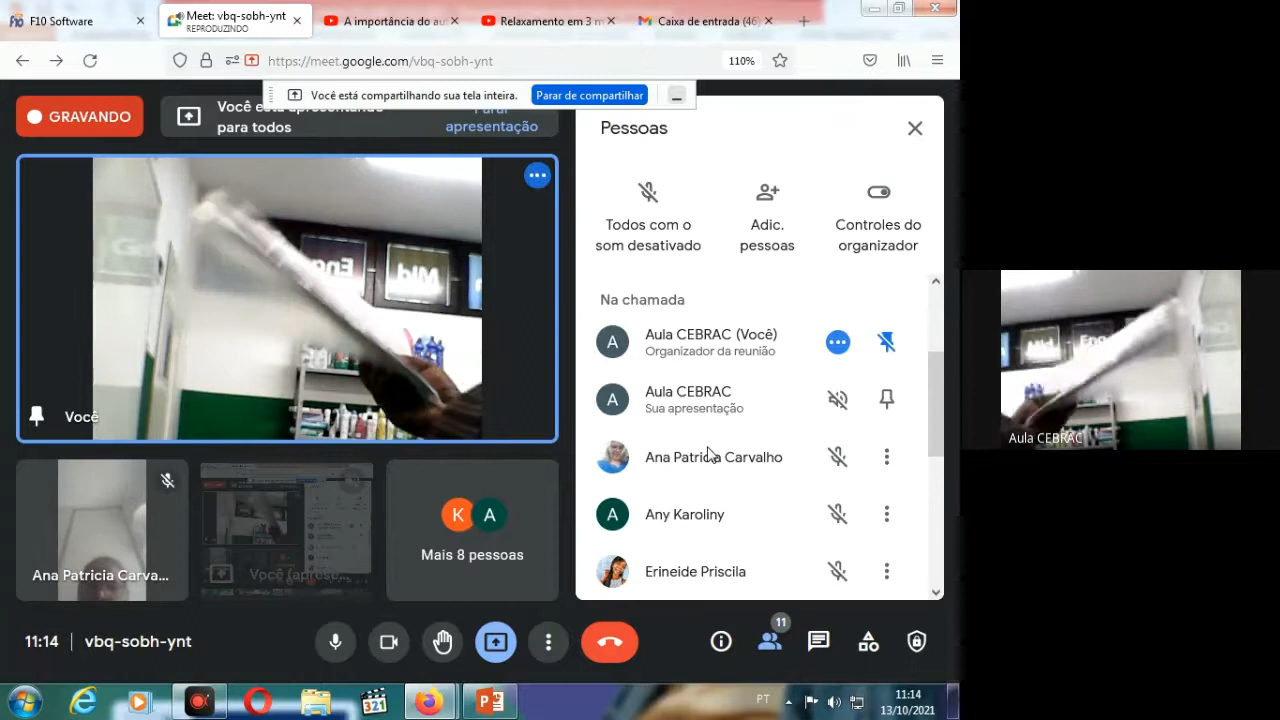 F10 Software
Meet: vbq-sobh-ynt
REPRODUZINDO
A importância do au
Relaxamento em 3 m
Caixa de entrada (46)
https://meet.google.com/vbq-sobh-ynt
110%
Você está compartilhando sua tela inteira.
Parar de compartilhar
GRAVANDO
Você está apresentando
para todos
Parar
apresentação
Pessoas
Todos com o
som desativado
Adic.
pessoas
Controles do
organizador
Na chamada
A
Aula CEBRAC (Você)
Organizador da reunião
A
Aula CEBRAC
Sua apresentação
Ana Patricia Carvalho
A
Any Karoliny
Erineide Priscila
Você
Ana Patricia Carva...
Você (aprese...
K
A
Mais 8 pessoas
11:14
vbq-sobh-ynt
11
321
PT
11:14
13/10/2021
Aula CEBRAC